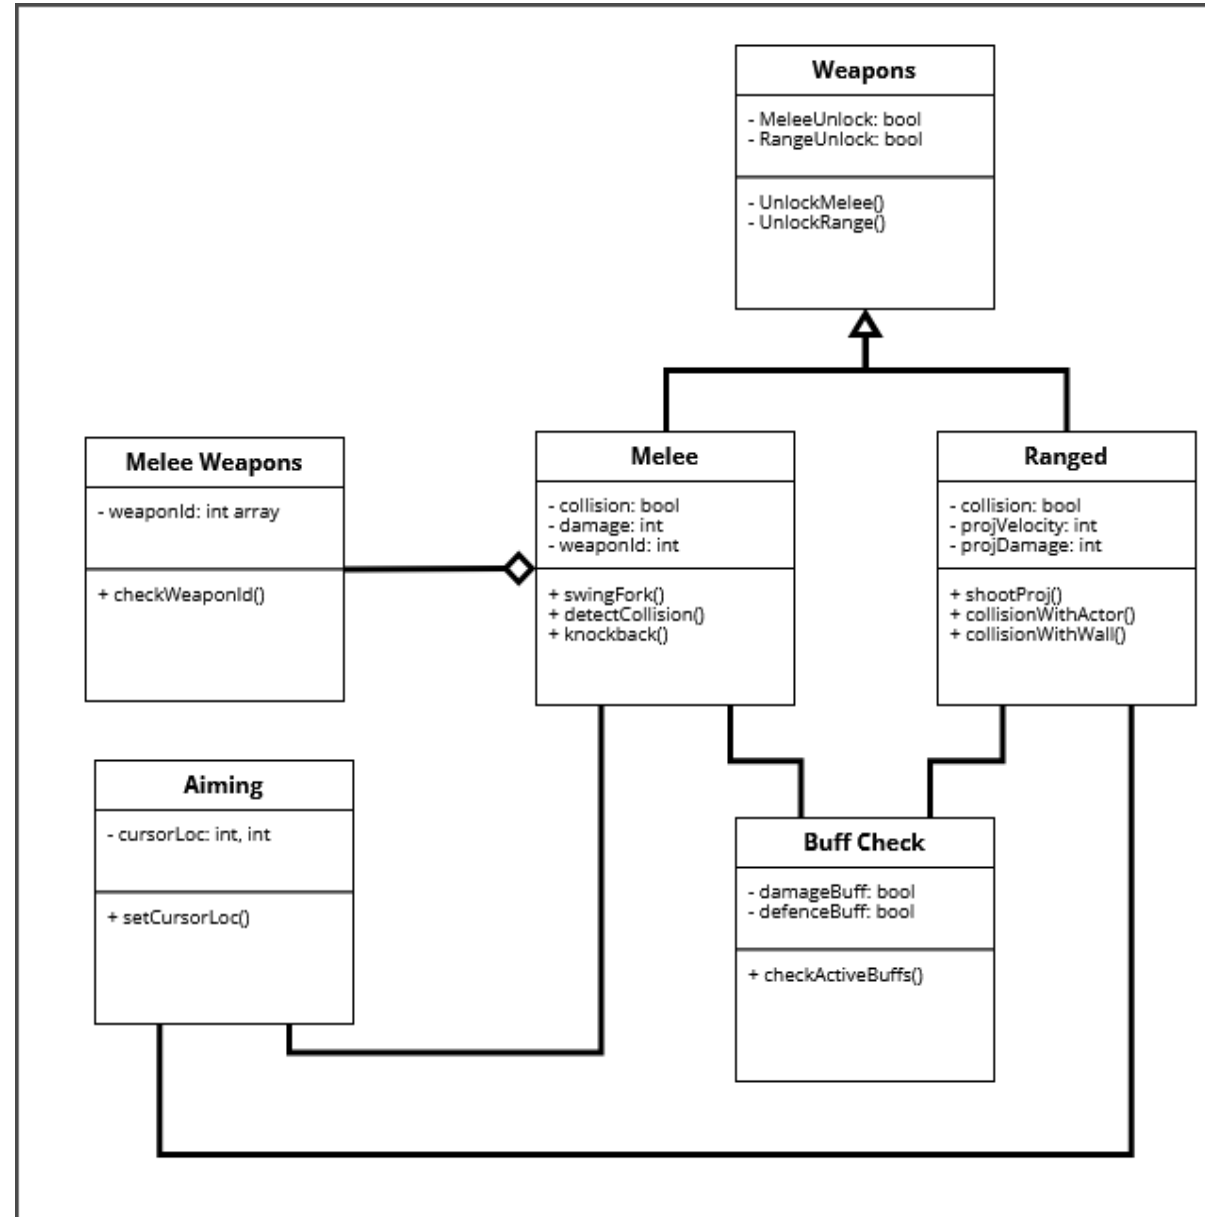 Weapons
- MeleeUnlock: bool
- RangeUnlock: bool
- UnlockMelee()
- UnlockRange()
Melee Weapons
- weaponId: int array
+ checkWeaponId()
Melee
- collision: bool
- damage: int
- weaponId: int
+ swingFork()
+ detectCollision()
+ knockback()
Ranged
- collision: bool
- projVelocity: int
- projDamage: int
+ shootProj()
+ collisionWithActor()
+ collisionWithWall()
Aiming
- cursorLoc: int, int
+ setCursorLoc()
Buff Check
- damageBuff: bool
- defenceBuff: bool
+ checkActiveBuffs()